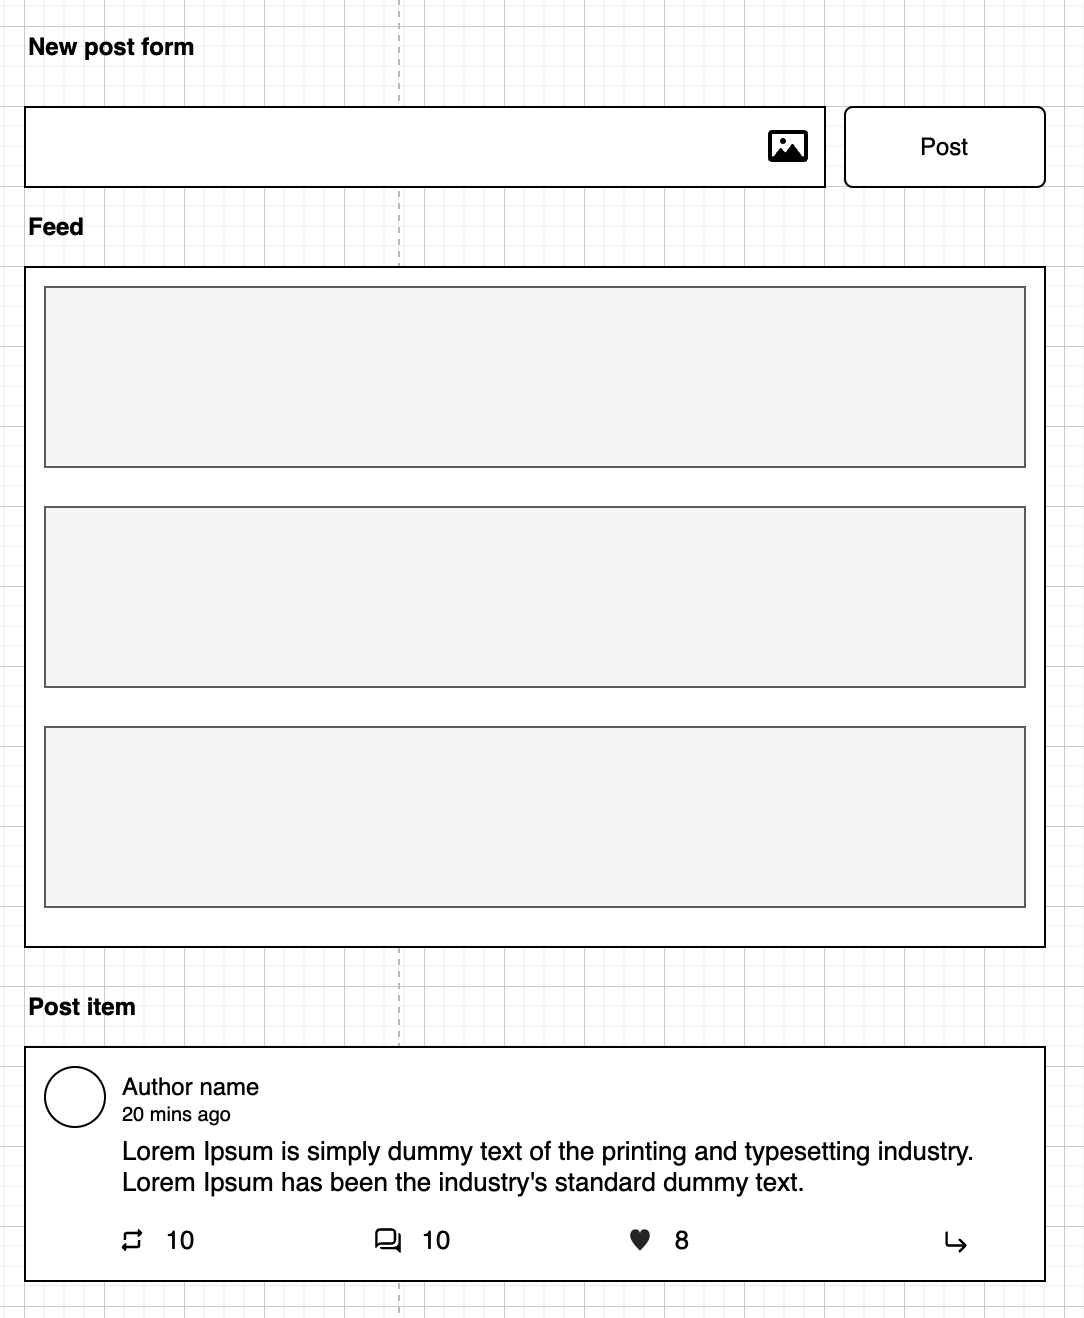 New post form
Post
Feed
Post item
Author name
20 mins ago
Lorem Ipsum is simply dummy text of the printing and typesetting industry.
Lorem Ipsum has been the industry's standard dummy text.
10 10 8